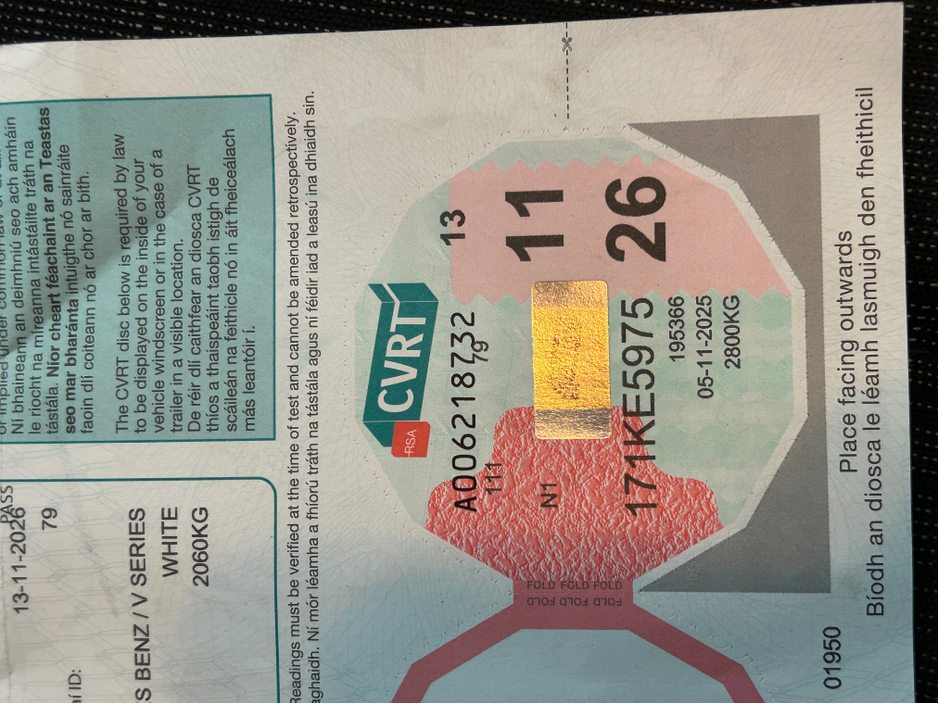 Ní bhaineann an deimhniú seo ach amháin
le riocht na míreanna intástáilte tráth na
tástála. Níor cheart féachaint ar an Teastas
seo mar bharánta intuigthe nó sainráite
faoin dlí coiteann nó ar chor ar bith.
The CVRT disc below is required by law
to be displayed on the inside of your
vehicle windscreen or in the case of a
trailer in a visible location.
De réir dlí caithfear an diosca CVRT
thíos a thaispeáint taobh istigh de
scáileán na feithicle nó in áit fheiceálach
más leantóir í.
PASS
13-11-2026
79
S BENZ / V SERIES
WHITE
2060KG
ID:
Readings must be verified at the time of test and cannot be amended retrospectively.
aghaidh. Ní mór léamha a fhíorú tráth na tástála agus ní féidir iad a leasú ina dhiaidh sin.
RSA
CVRT
13
A006218732
79
111
11
N1
26
171KE5975
195366
05-11-2025
2800KG
FOLD FOLD FOLD
FOLD FOLD FOLD
01950
Place facing outwards
Bíodh an diosca le léamh lasmuigh den fheithicil